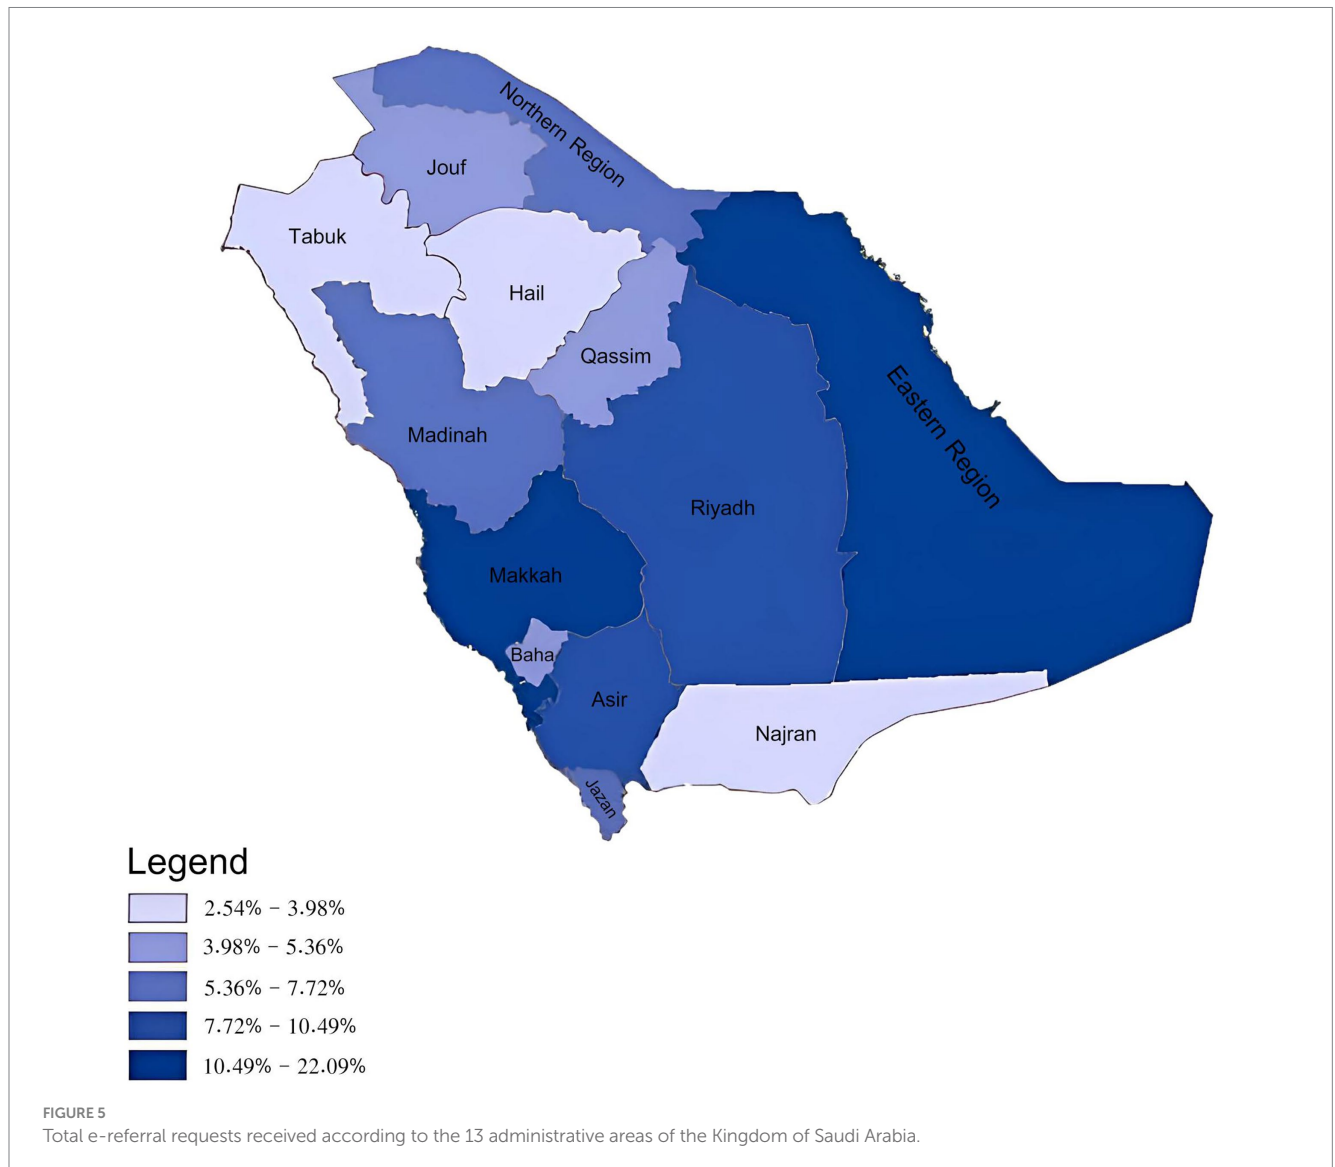 Northern Region
Jouf
Tabuk
Hail
Qassim
Eastern Region
Madinah
Riyadh
Makkah
Baha
Asir
Najran
Jazan
Legend
2.54% – 3.98%
3.98% – 5.36%
5.36% – 7.72%
7.72% – 10.49%
10.49% – 22.09%
FIGURE 5
Total e-referral requests received according to the 13 administrative areas of the Kingdom of Saudi Arabia.